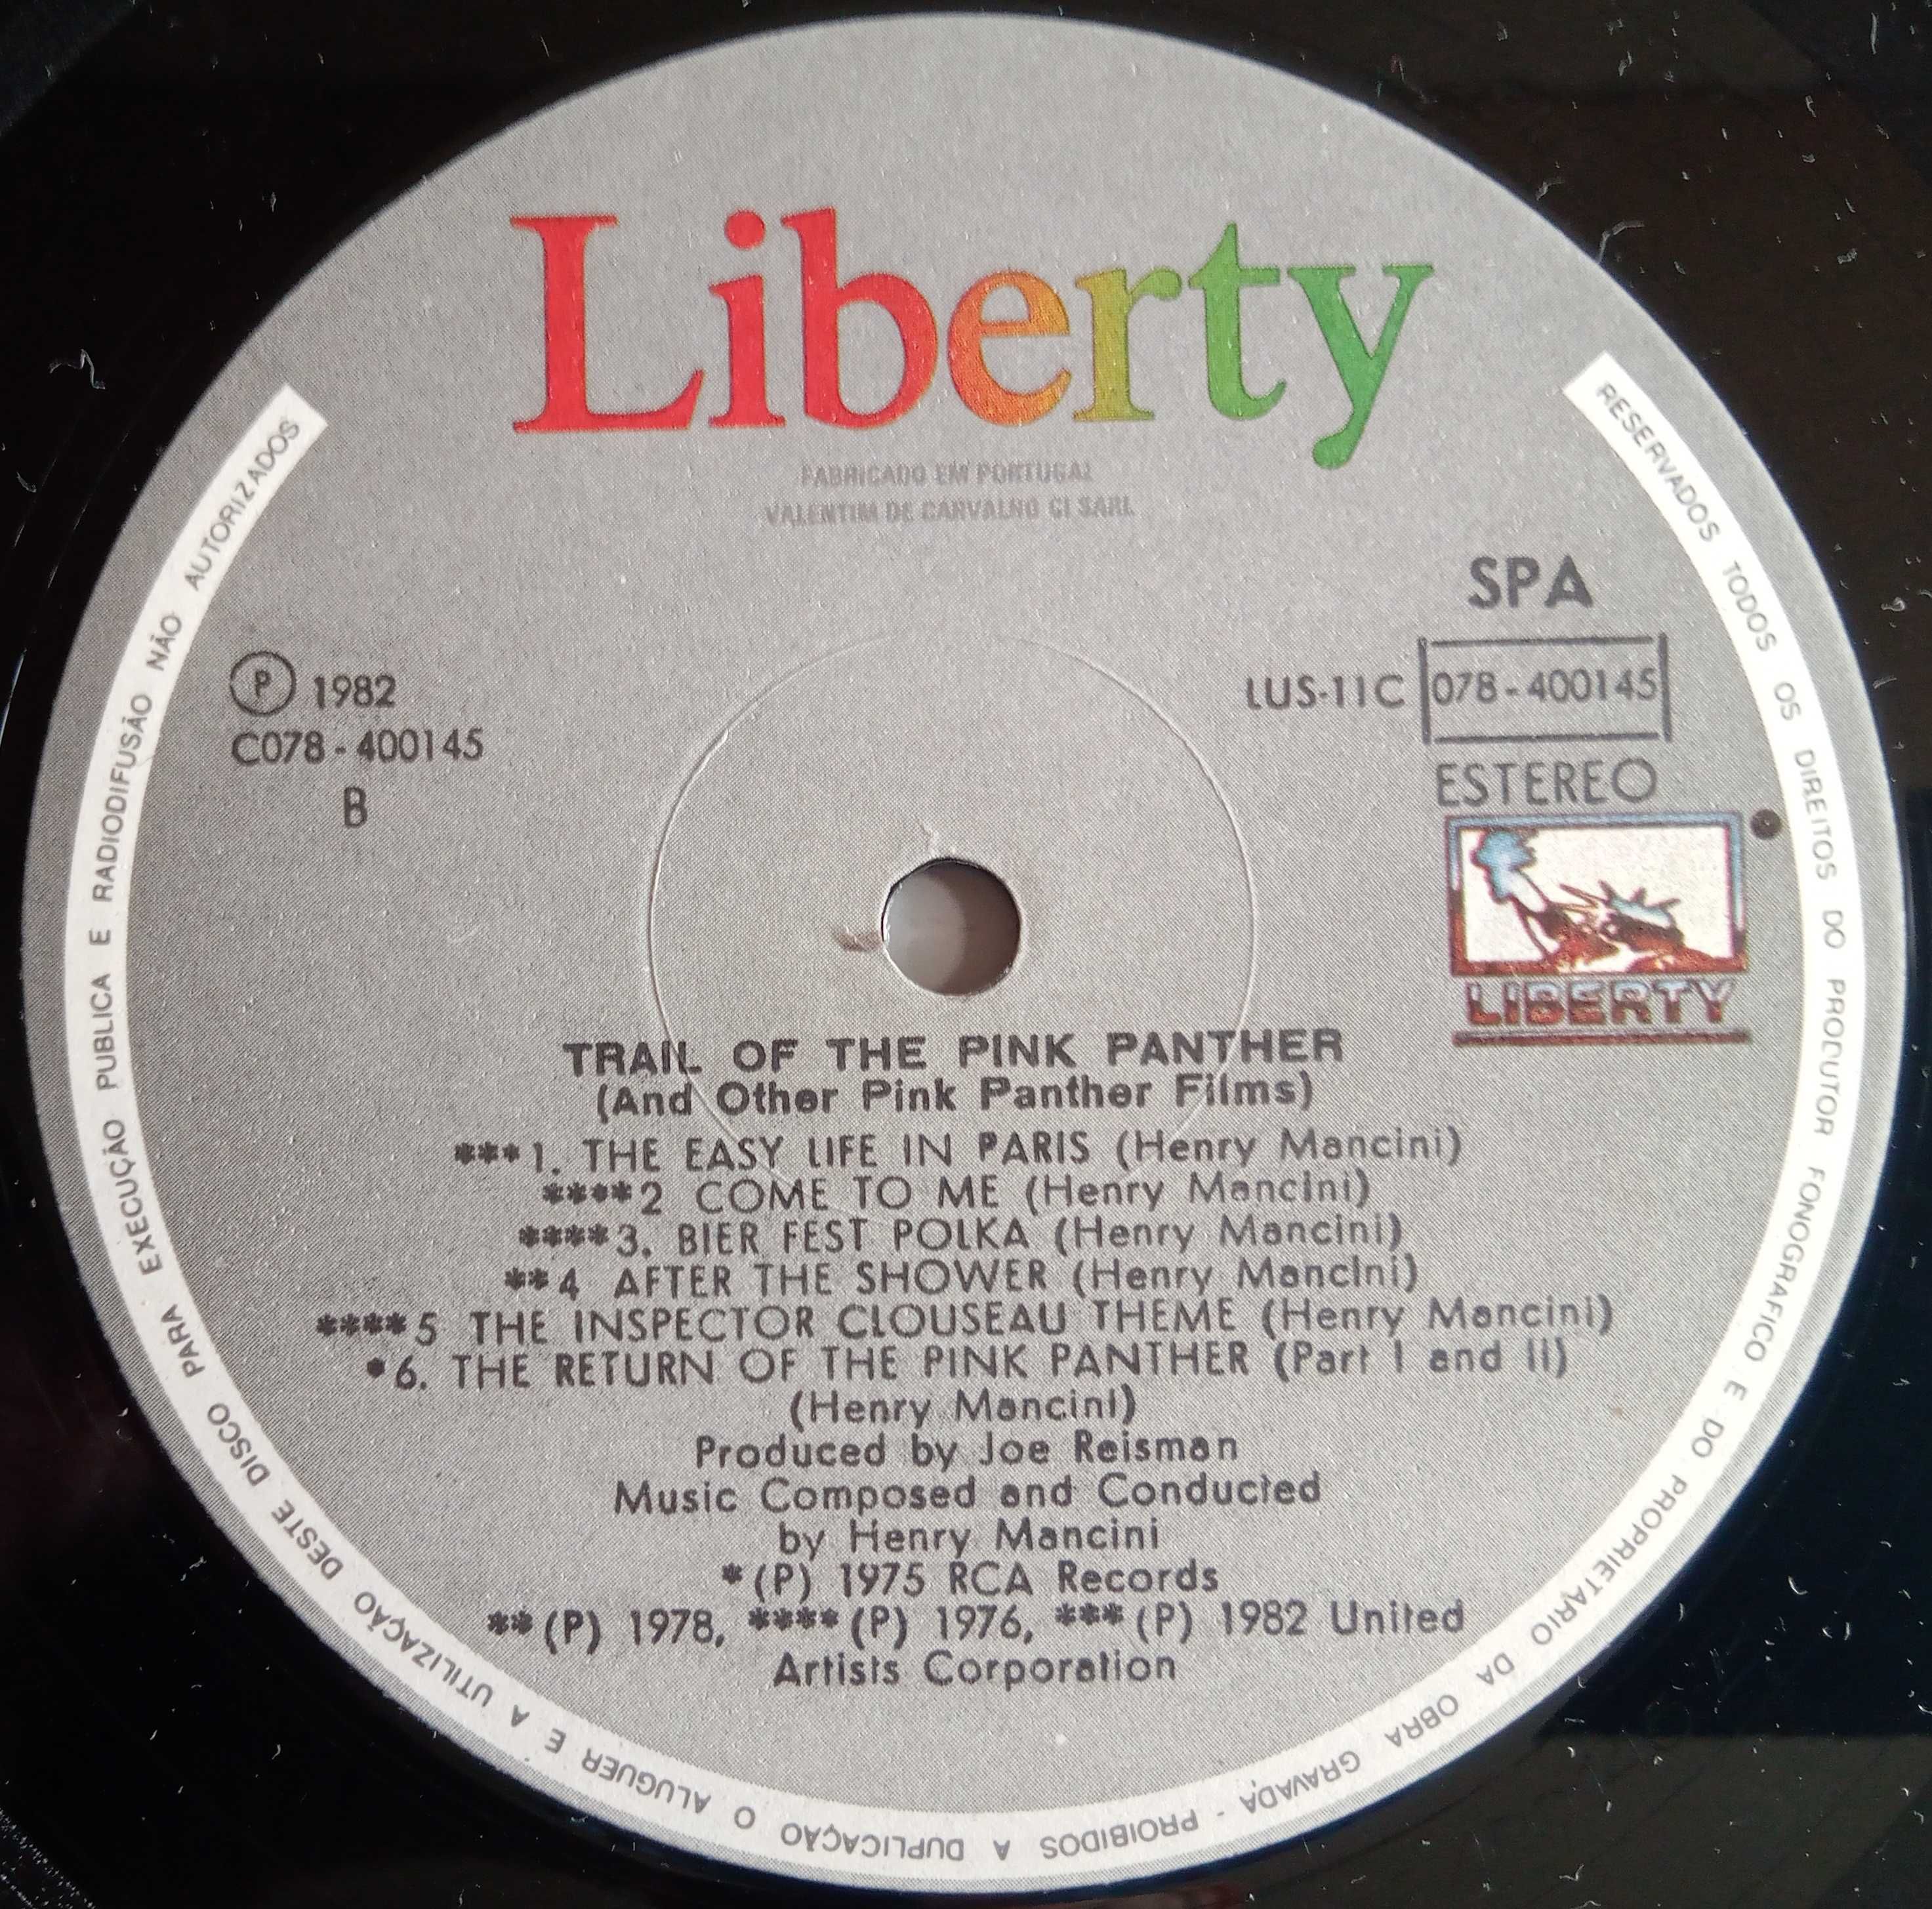 Liberty
FABRICADO EM PORTUGAL
VALENTIM DE CARVALHO CI SARL
SPA
Ⓟ 1982
LUS-11C 078-400145
C078-400145
ESTEREO
B
LIBERTY
TRAIL OF THE PINK PANTHER
(And Other Pink Panther Films)
***1. THE EASY LIFE IN PARIS (Henry Mancini)
****2 COME TO ME (Henry Mancini)
****3. BIER FEST POLKA (Henry Mancini)
**4 AFTER THE SHOWER (Henry Mancini)
****5 THE INSPECTOR CLOUSEAU THEME (Henry Mancini)
*6. THE RETURN OF THE PINK PANTHER (Part I and II)
(Henry Mancini)
Produced by Joe Reisman
Music Composed and Conducted
by Henry Mancini
*(P) 1975 RCA Records
**(P) 1978, ****(P) 1976, ***(P) 1982 United
Artists Corporation
RESERVADOS TODOS OS DIREITOS DO PRODUTOR FONOGRAFICO E DO PROPRIETARIO DA OBRA GRAVADA - PROIBIDOS A DUPLICAÇÃO O ALUGUER E A UTILIZAÇÃO DESTE DISCO PARA EXECUÇÃO PUBLICA E RADIODIFUSÃO NÃO AUTORIZADOS